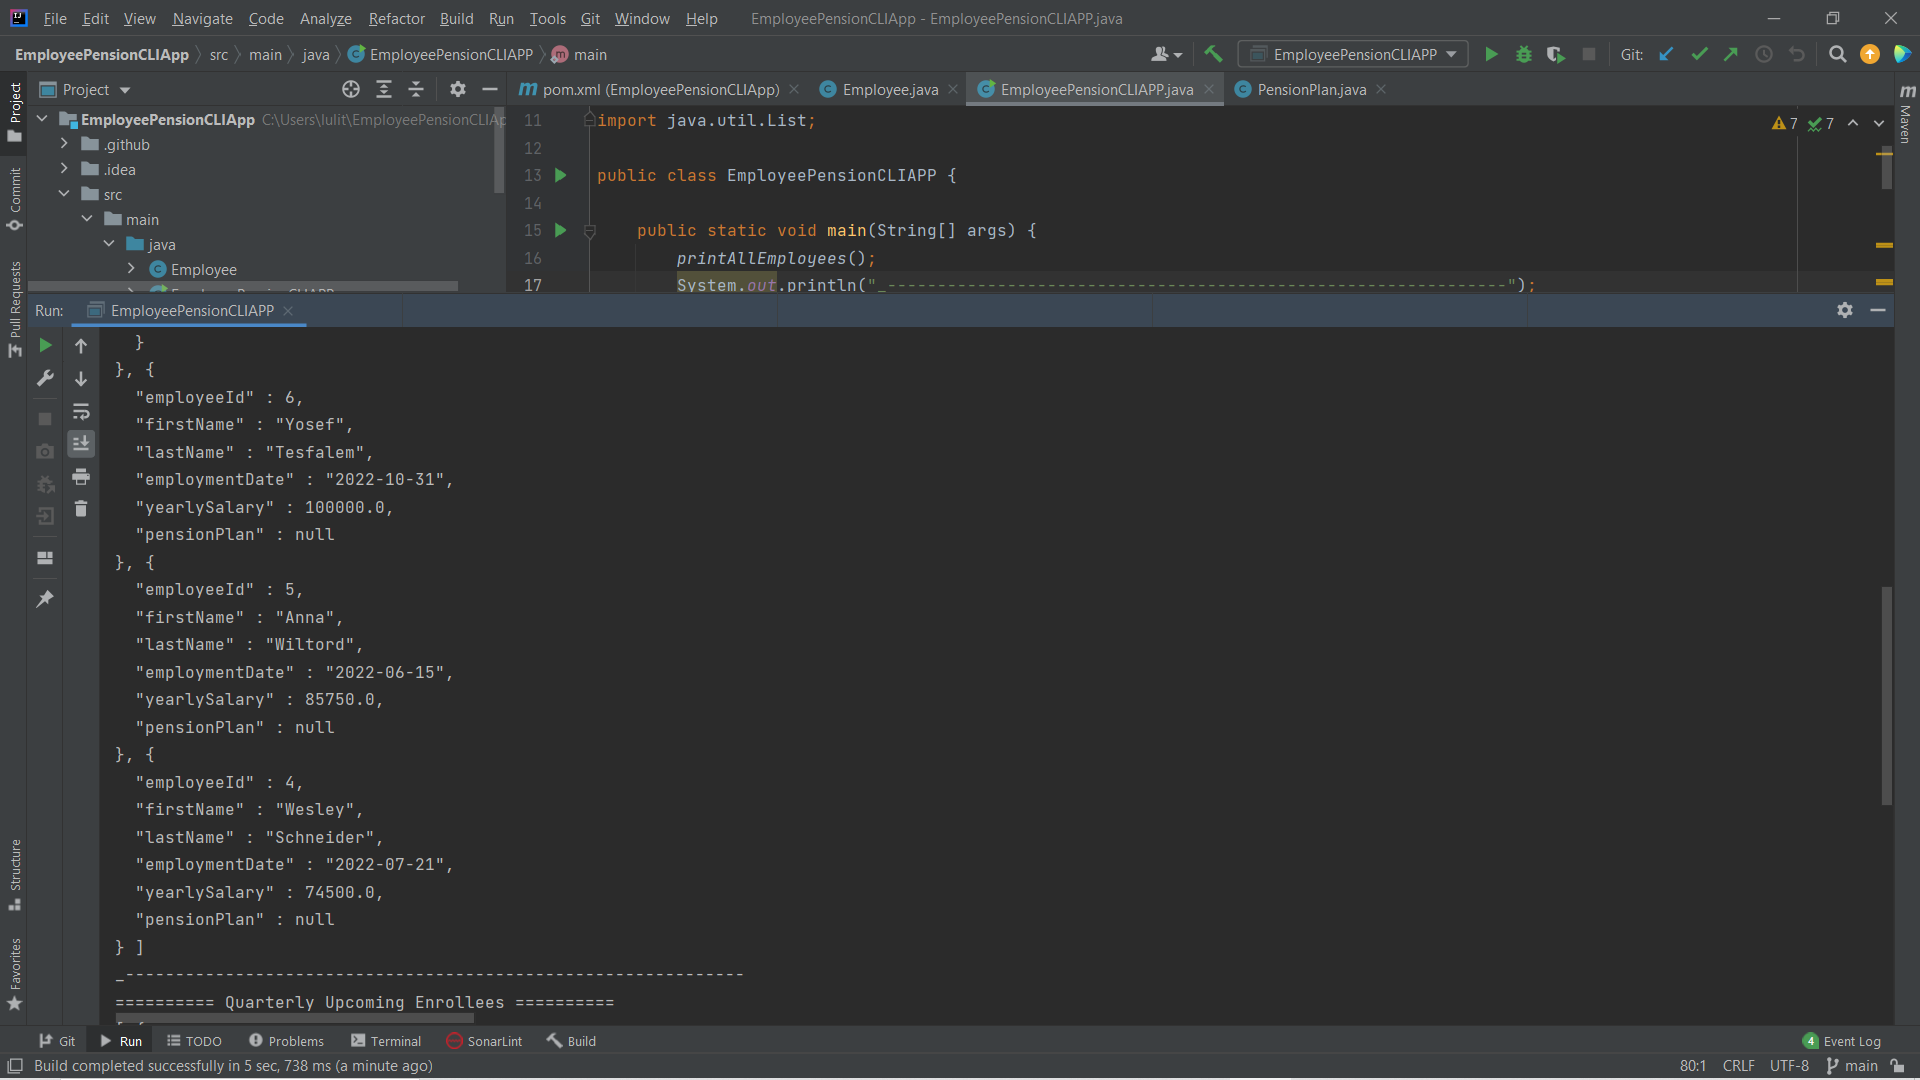 File Edit View Navigate Code Analyze Refactor Build Run Tools Git Window Help EmployeePensionCLIApp - EmployeePensionCLIAPP.java
EmployeePensionCLIApp src main java EmployeePensionCLIAPP main EmployeePensionCLIAPP Git:
Project pom.xml (EmployeePensionCLIApp) Employee.java EmployeePensionCLIAPP.java PensionPlan.java
EmployeePensionCLIApp C:\Users\lulit\EmployeePensionCLIAp
.github
.idea
src
main
java
Employee
11 import java.util.List;
12
13 public class EmployeePensionCLIAPP {
14
15 public static void main(String[] args) {
16 printAllEmployees();
17 System.out.println("_--------------------------------------------------------------");
7 7
Project
Commit
Pull Requests
Structure
Favorites
Maven
Run: EmployeePensionCLIAPP
}
}, {
"employeeId" : 6,
"firstName" : "Yosef",
"lastName" : "Tesfalem",
"employmentDate" : "2022-10-31",
"yearlySalary" : 100000.0,
"pensionPlan" : null
}, {
"employeeId" : 5,
"firstName" : "Anna",
"lastName" : "Wiltord",
"employmentDate" : "2022-06-15",
"yearlySalary" : 85750.0,
"pensionPlan" : null
}, {
"employeeId" : 4,
"firstName" : "Wesley",
"lastName" : "Schneider",
"employmentDate" : "2022-07-21",
"yearlySalary" : 74500.0,
"pensionPlan" : null
} ]
_--------------------------------------------------------------
========== Quarterly Upcoming Enrollees ==========
Git Run TODO Problems Terminal SonarLint Build 4 Event Log
Build completed successfully in 5 sec, 738 ms (a minute ago) 80:1 CRLF UTF-8 main